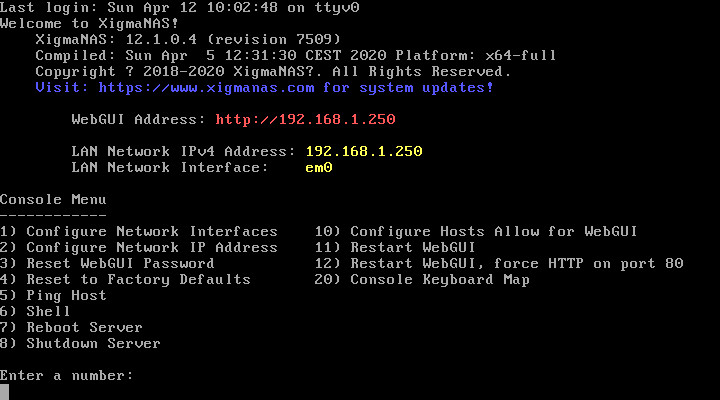 Last login: Sun Apr 12 10:02:48 on ttyv0
Welcome to XigmaNAS!
    XigmaNAS: 12.1.0.4 (revision 7509)
    Compiled: Sun Apr  5 12:31:30 CEST 2020 Platform: x64-full
    Copyright ? 2018-2020 XigmaNAS?. All Rights Reserved.
    Visit: https://www.xigmanas.com for system updates!

        WebGUI Address: http://192.168.1.250

        LAN Network IPv4 Address: 192.168.1.250
        LAN Network Interface:    em0

Console Menu
------------
1) Configure Network Interfaces    10) Configure Hosts Allow for WebGUI
2) Configure Network IP Address    11) Restart WebGUI
3) Reset WebGUI Password           12) Restart WebGUI, force HTTP on port 80
4) Reset to Factory Defaults       20) Console Keyboard Map
5) Ping Host
6) Shell
7) Reboot Server
8) Shutdown Server

Enter a number: